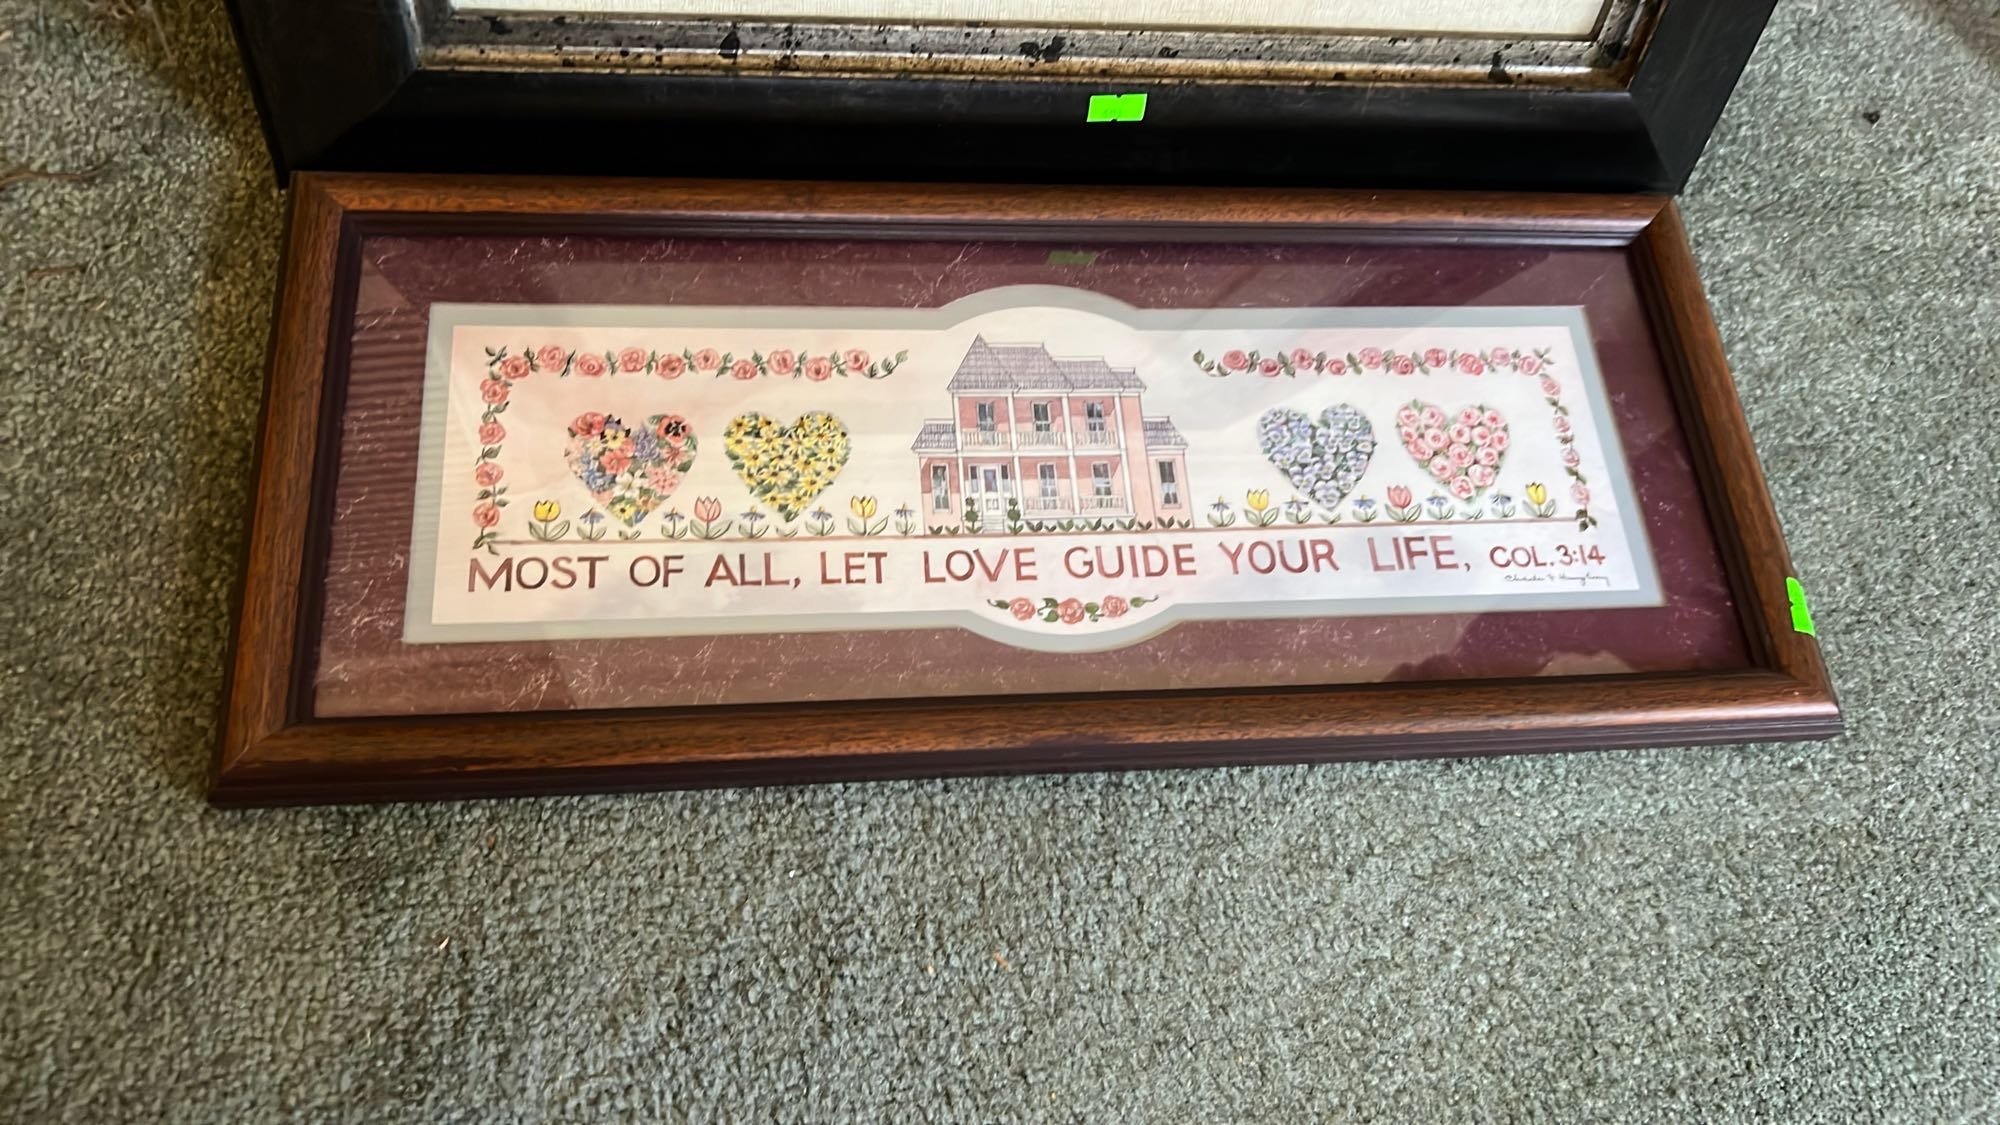 MOST OF ALL, LET LOVE GUIDE YOUR LIFE, COL. 3:14